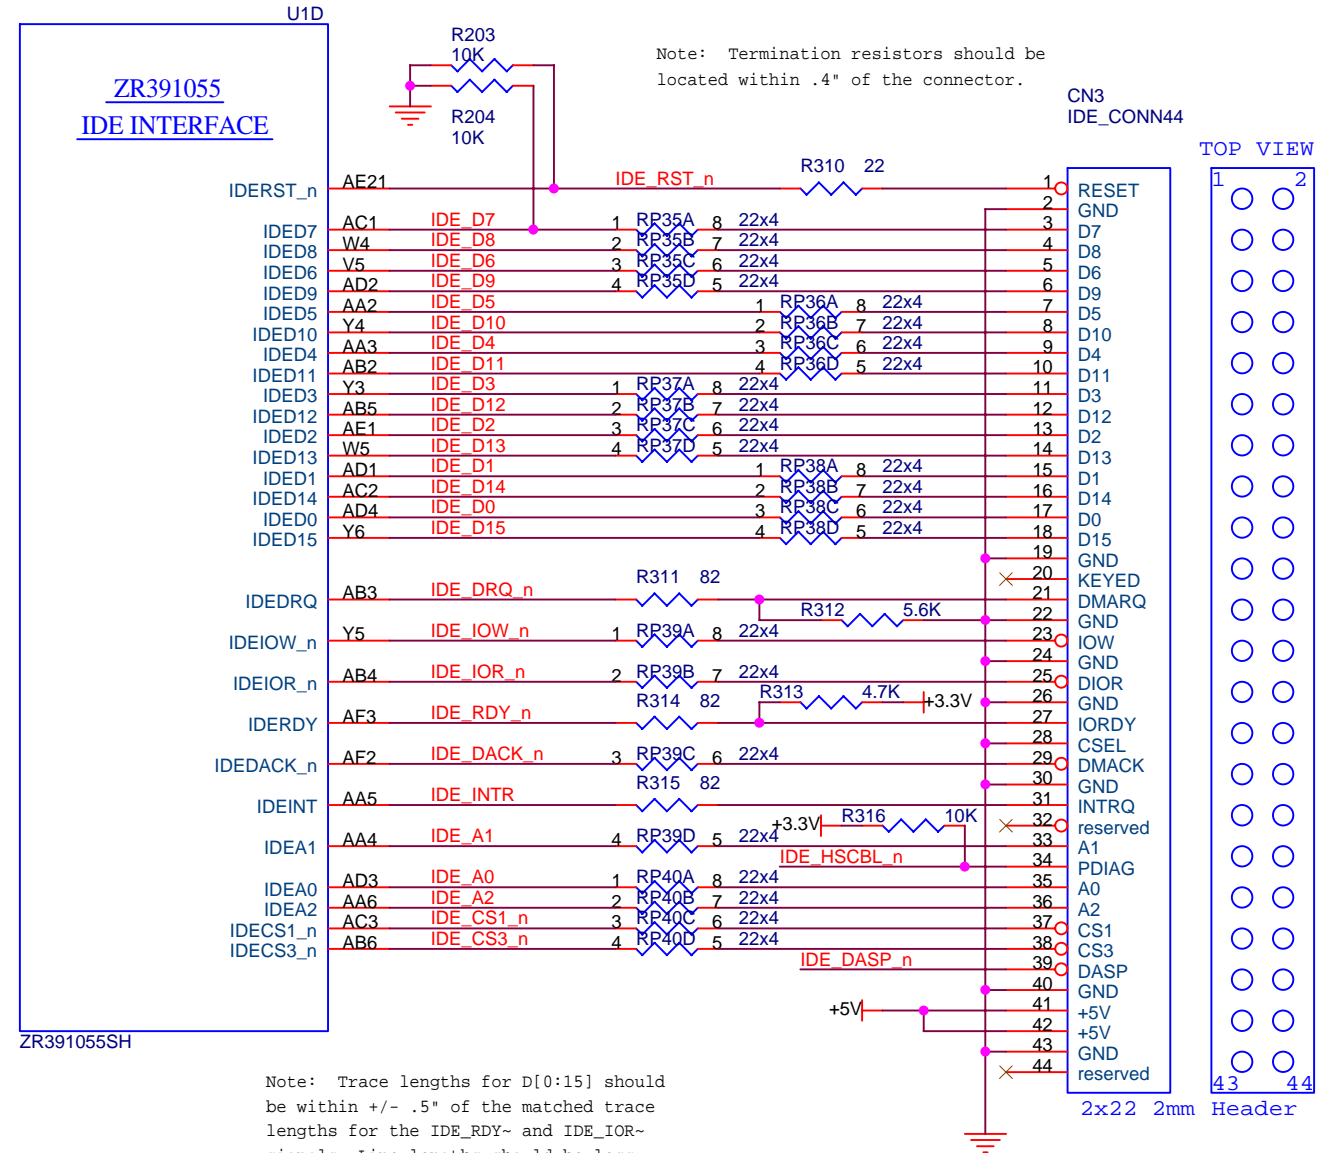 U1D
R203
10K
R204
10K
Note: Termination resistors should be
located within .4" of the connector.
ZR391055
IDE INTERFACE
CN3
IDE_CONN44
TOP VIEW
1 2
IDERST_n AE21 IDE_RST_n R310 22 1 RESET
2 GND
IDED7 AC1 IDE_D7 1 RP35A 8 22x4 3 D7
IDED8 W4 IDE_D8 2 RP35B 7 22x4 4 D8
IDED6 V5 IDE_D6 3 RP35C 6 22x4 5 D6
IDED9 AD2 IDE_D9 4 RP35D 5 22x4 6 D9
IDED5 AA2 IDE_D5 1 RP36A 8 22x4 7 D5
IDED10 Y4 IDE_D10 2 RP36B 7 22x4 8 D10
IDED4 AA3 IDE_D4 3 RP36C 6 22x4 9 D4
IDED11 AB2 IDE_D11 4 RP36D 5 22x4 10 D11
IDED3 Y3 IDE_D3 1 RP37A 8 22x4 11 D3
IDED12 AB5 IDE_D12 2 RP37B 7 22x4 12 D12
IDED2 AE1 IDE_D2 3 RP37C 6 22x4 13 D2
IDED13 W5 IDE_D13 4 RP37D 5 22x4 14 D13
IDED1 AD1 IDE_D1 1 RP38A 8 22x4 15 D1
IDED14 AC2 IDE_D14 2 RP38B 7 22x4 16 D14
IDED0 AD4 IDE_D0 3 RP38C 6 22x4 17 D0
IDED15 Y6 IDE_D15 4 RP38D 5 22x4 18 D15
19 GND
20 KEYED
IDEDRQ AB3 IDE_DRQ_n R311 82 21 DMARQ
R312 5.6K 22 GND
IDEIOW_n Y5 IDE_IOW_n 1 RP39A 8 22x4 23 IOW
24 GND
IDEIOR_n AB4 IDE_IOR_n 2 RP39B 7 22x4 25 DIOR
R313 4.7K +3.3V 26 GND
IDERDY AF3 IDE_RDY_n R314 82 27 IORDY
28 CSEL
IDEDACK_n AF2 IDE_DACK_n 3 RP39C 6 22x4 29 DMACK
30 GND
IDEINT AA5 IDE_INTR R315 82 31 INTRQ
+3.3V R316 10K 32 reserved
IDEA1 AA4 IDE_A1 4 RP39D 5 22x4 33 A1
IDE_HSCBL_n 34 PDIAG
IDEA0 AD3 IDE_A0 1 RP40A 8 22x4 35 A0
IDEA2 AA6 IDE_A2 2 RP40B 7 22x4 36 A2
IDECS1_n AC3 IDE_CS1_n 3 RP40C 6 22x4 37 CS1
IDECS3_n AB6 IDE_CS3_n 4 RP40D 5 22x4 38 CS3
IDE_DASP_n 39 DASP
40 GND
+5V 41 +5V
42 +5V
43 GND
44 reserved
43 44
2x22 2mm Header
ZR391055SH
Note: Trace lengths for D[0:15] should
be within +/- .5" of the matched trace
lengths for the IDE_RDY~ and IDE_IOR~